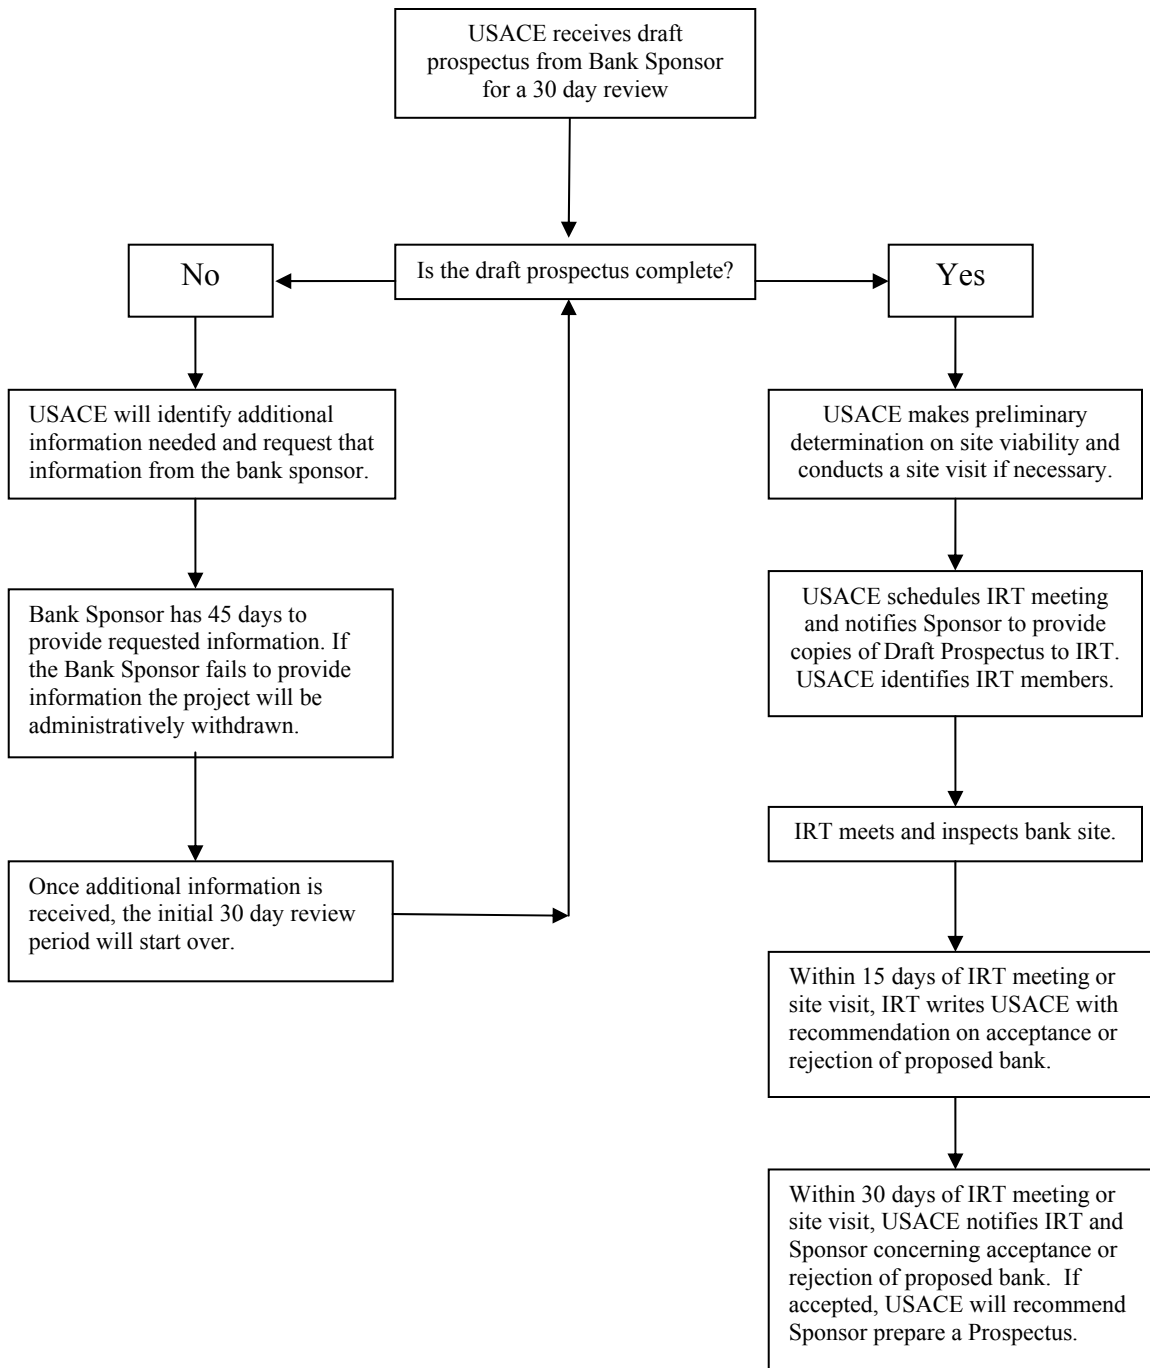 USACE receives draft
prospectus from Bank Sponsor
for a 30 day review
No
Is the draft prospectus complete?
Yes
USACE will identify additional
information needed and request that
information from the bank sponsor.
Bank Sponsor has 45 days to
provide requested information. If
the Bank Sponsor fails to provide
information the project will be
administratively withdrawn.
Once additional information is
received, the initial 30 day review
period will start over.
USACE makes preliminary
determination on site viability and
conducts a site visit if necessary.
USACE schedules IRT meeting
and notifies Sponsor to provide
copies of Draft Prospectus to IRT.
USACE identifies IRT members.
IRT meets and inspects bank site.
Within 15 days of IRT meeting or
site visit, IRT writes USACE with
recommendation on acceptance or
rejection of proposed bank.
Within 30 days of IRT meeting or
site visit, USACE notifies IRT and
Sponsor concerning acceptance or
rejection of proposed bank.  If
accepted, USACE will recommend
Sponsor prepare a Prospectus.